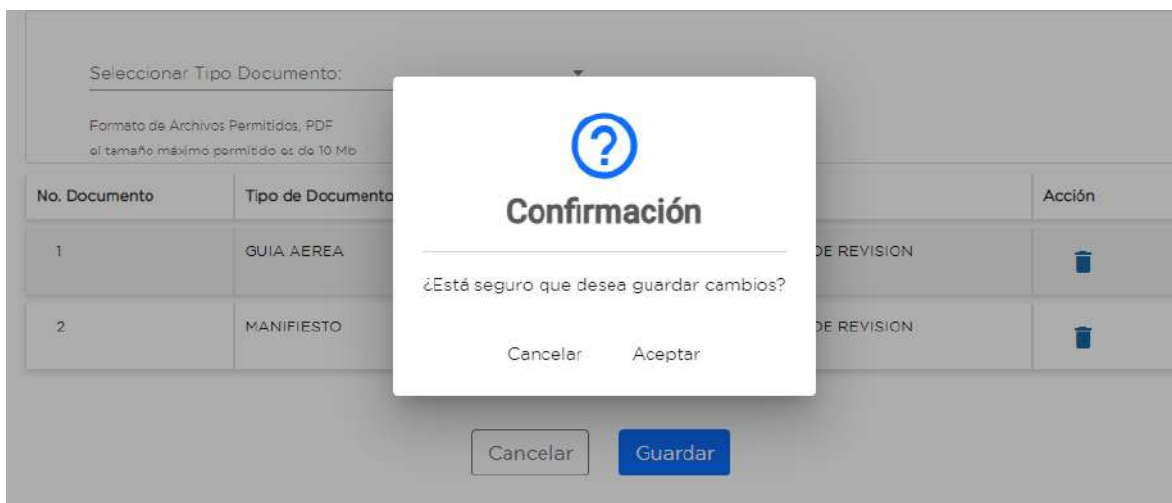 Seleccionar Tipo Documento:
Formato de Archivos Permitidos, PDF
el tamaño máximo permitido es de 10 Mb
No. Documento Tipo de Documento Acción
1 GUIA AEREA DE REVISION
2 MANIFIESTO DE REVISION
?
Confirmación
¿Está seguro que desea guardar cambios?
Cancelar Aceptar
Cancelar Guardar